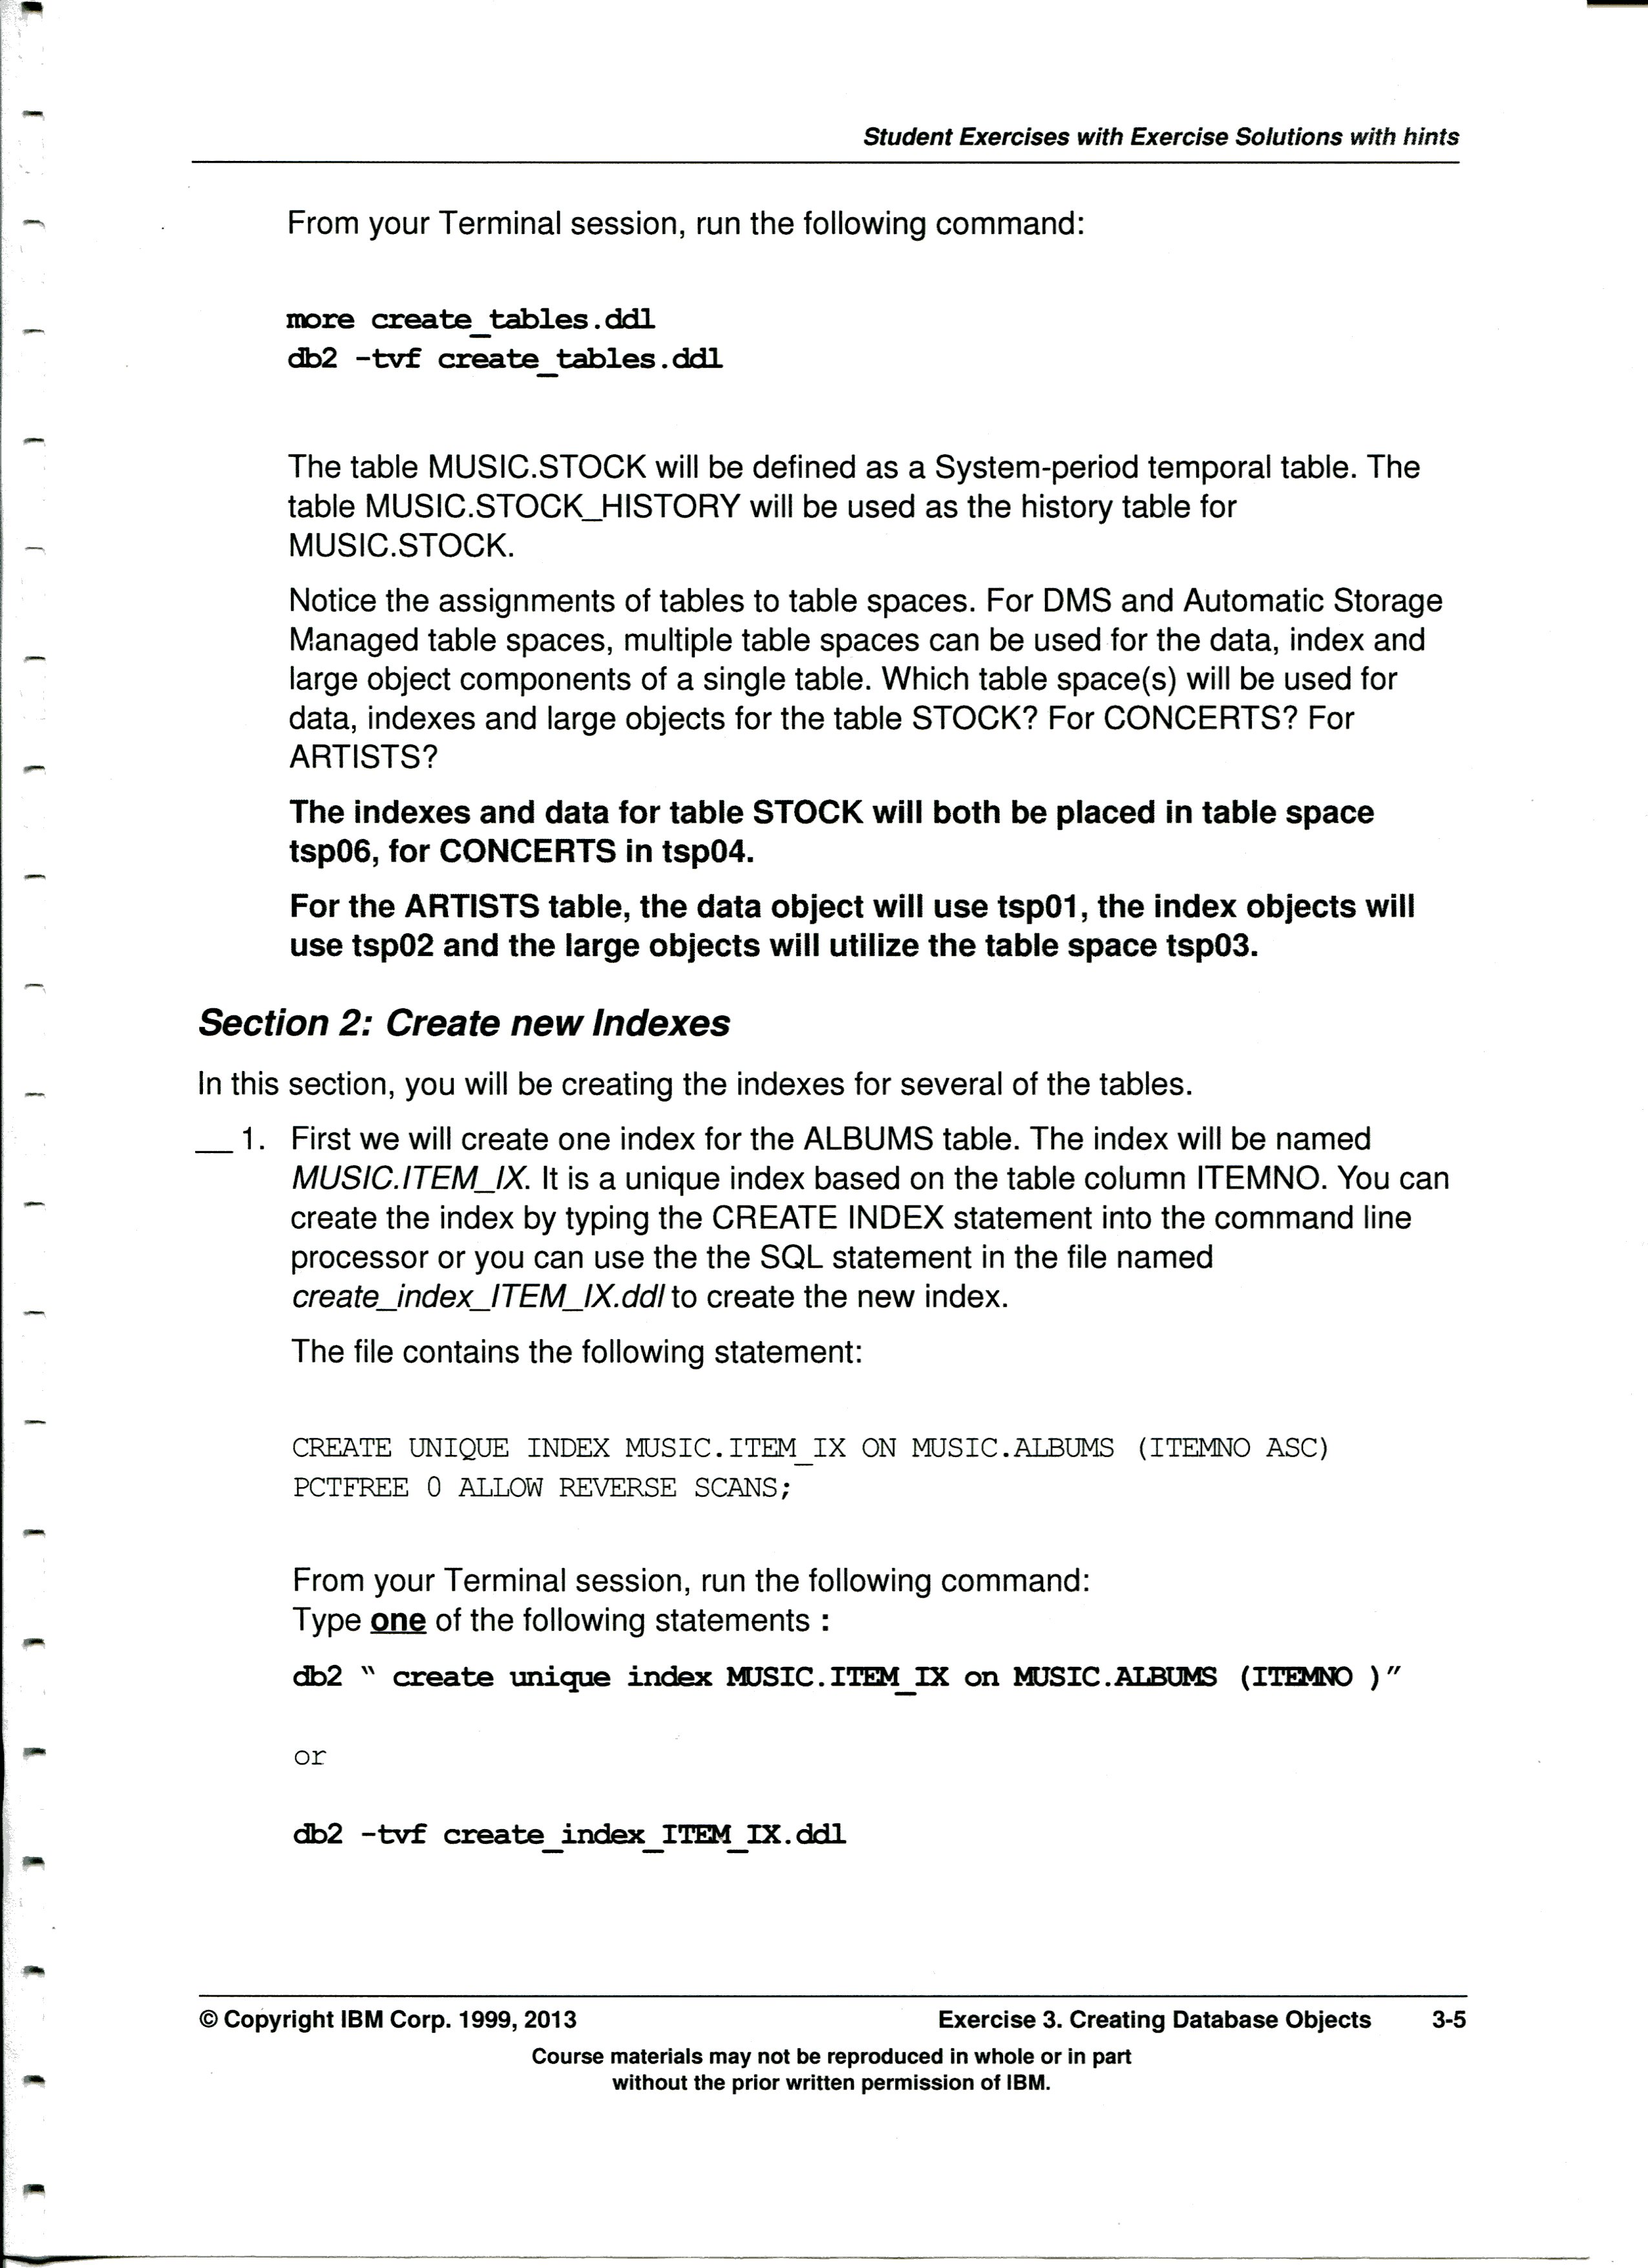 Student Exercises with Exercise Solutions with hints
From your Terminal session, run the following command:
more create_tables.ddl
db2 -tvf create_tables.ddl
The table MUSIC.STOCK will be defined as a System-period temporal table. The
table MUSIC.STOCK_HISTORY will be used as the history table for
MUSIC.STOCK.
Notice the assignments of tables to table spaces. For DMS and Automatic Storage
Managed table spaces, multiple table spaces can be used for the data, index and
large object components of a single table. Which table space(s) will be used for
data, indexes and large objects for the table STOCK? For CONCERTS? For
ARTISTS?
The indexes and data for table STOCK will both be placed in table space
tsp06, for CONCERTS in tsp04.
For the ARTISTS table, the data object will use tsp01, the index objects will
use tsp02 and the large objects will utilize the table space tsp03.
Section 2: Create new Indexes
In this section, you will be creating the indexes for several of the tables.
__ 1. First we will create one index for the ALBUMS table. The index will be named
MUSIC.ITEM_IX. It is a unique index based on the table column ITEMNO. You can
create the index by typing the CREATE INDEX statement into the command line
processor or you can use the the SQL statement in the file named
create_index_ITEM_IX.ddl to create the new index.
The file contains the following statement:
CREATE UNIQUE INDEX MUSIC.ITEM_IX ON MUSIC.ALBUMS (ITEMNO ASC)
PCTFREE 0 ALLOW REVERSE SCANS;
From your Terminal session, run the following command:
Type one of the following statements :
db2 “ create unique index MUSIC.ITEM_IX on MUSIC.ALBUMS (ITEMNO )”
or
db2 -tvf create_index_ITEM_IX.ddl
© Copyright IBM Corp. 1999, 2013 Exercise 3. Creating Database Objects 3-5
Course materials may not be reproduced in whole or in part
without the prior written permission of IBM.